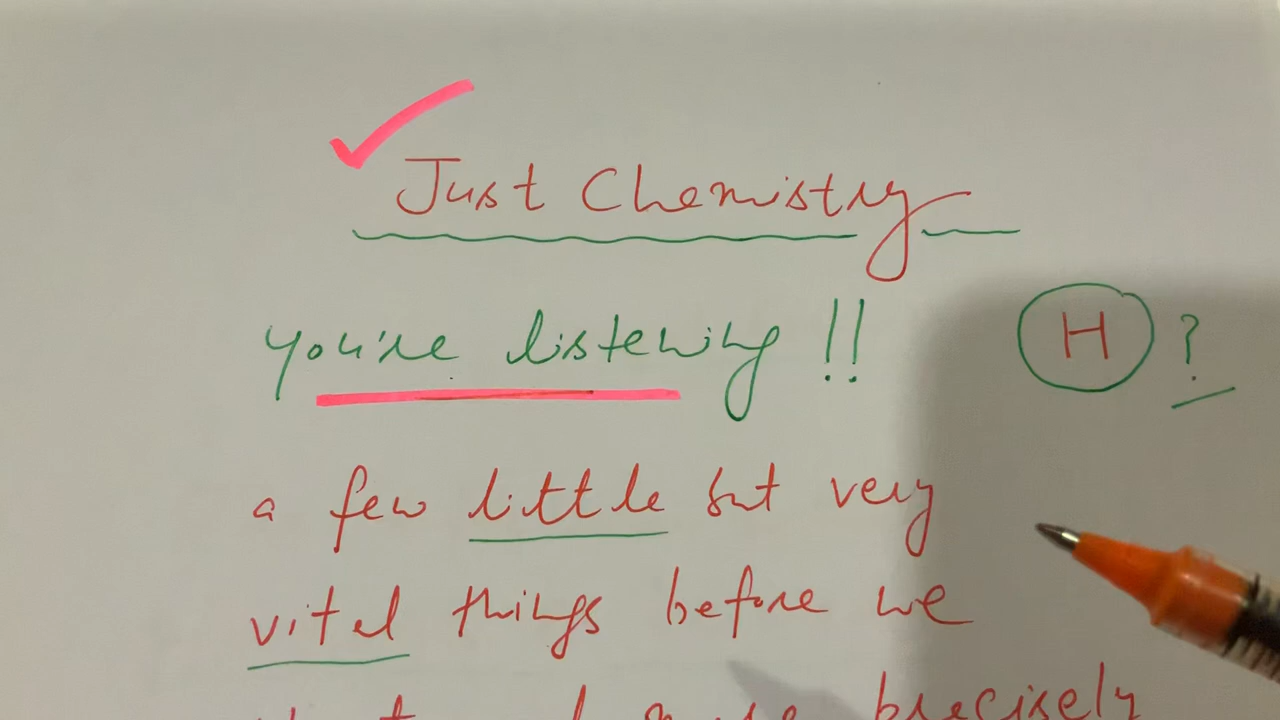 Just Chemistry
you're listening !!
H ?
a few little but very
vital things before we
precisely